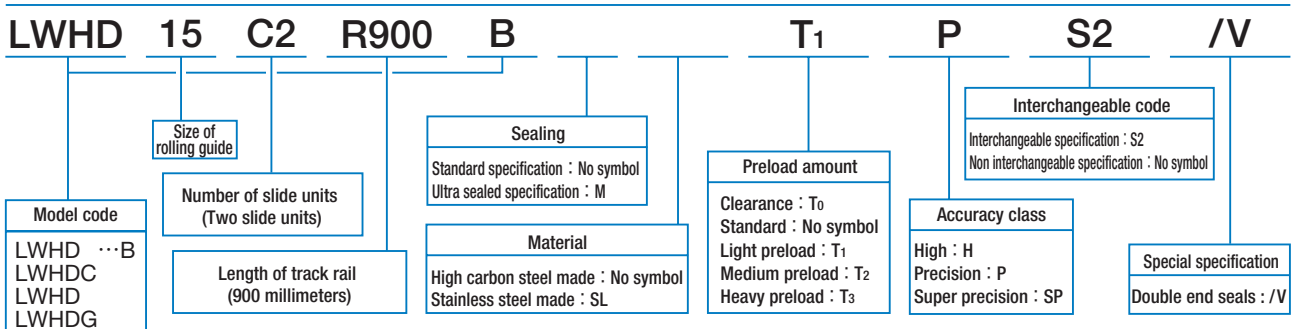 LWHD 15 C2 R900 B T1 P S2 /V
Size of
rolling guide
Number of slide units
(Two slide units)
Length of track rail
(900 millimeters)
Model code
LWHD …B
LWHDC
LWHD
LWHDG
Sealing
Standard specification : No symbol
Ultra sealed specification : M
Material
High carbon steel made : No symbol
Stainless steel made : SL
Preload amount
Clearance : T0
Standard : No symbol
Light preload : T1
Medium preload : T2
Heavy preload : T3
Interchangeable code
Interchangeable specification : S2
Non interchangeable specification : No symbol
Accuracy class
High : H
Precision : P
Super precision : SP
Special specification
Double end seals : /V